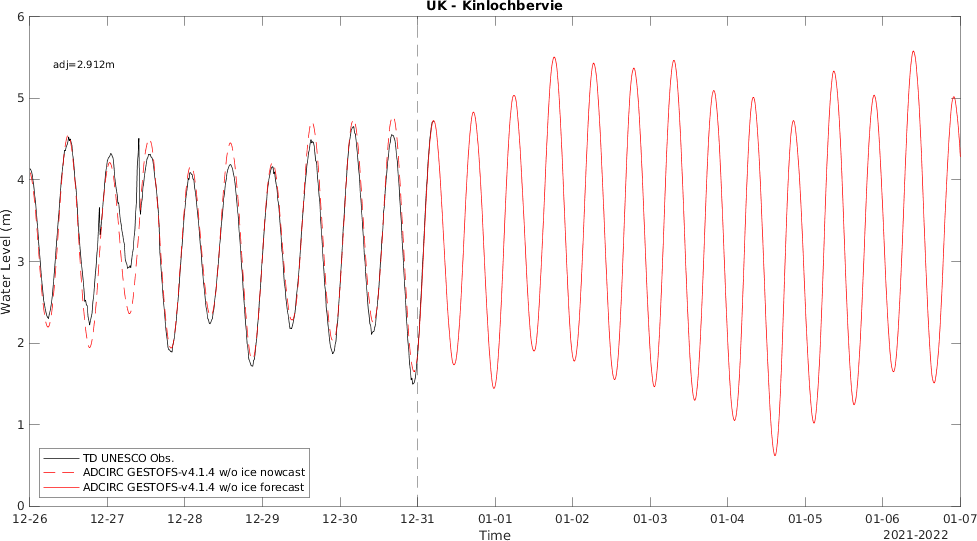 UK - Kinlochbervie
6
adj=2.912m
5
4
3
2
1
0
Water Level (m)
TD UNESCO Obs.
ADCIRC GESTOFS-v4.1.4 w/o ice nowcast
ADCIRC GESTOFS-v4.1.4 w/o ice forecast
12-26 12-27 12-28 12-29 12-30 12-31 01-01 01-02 01-03 01-04 01-05 01-06 01-07
Time
2021-2022